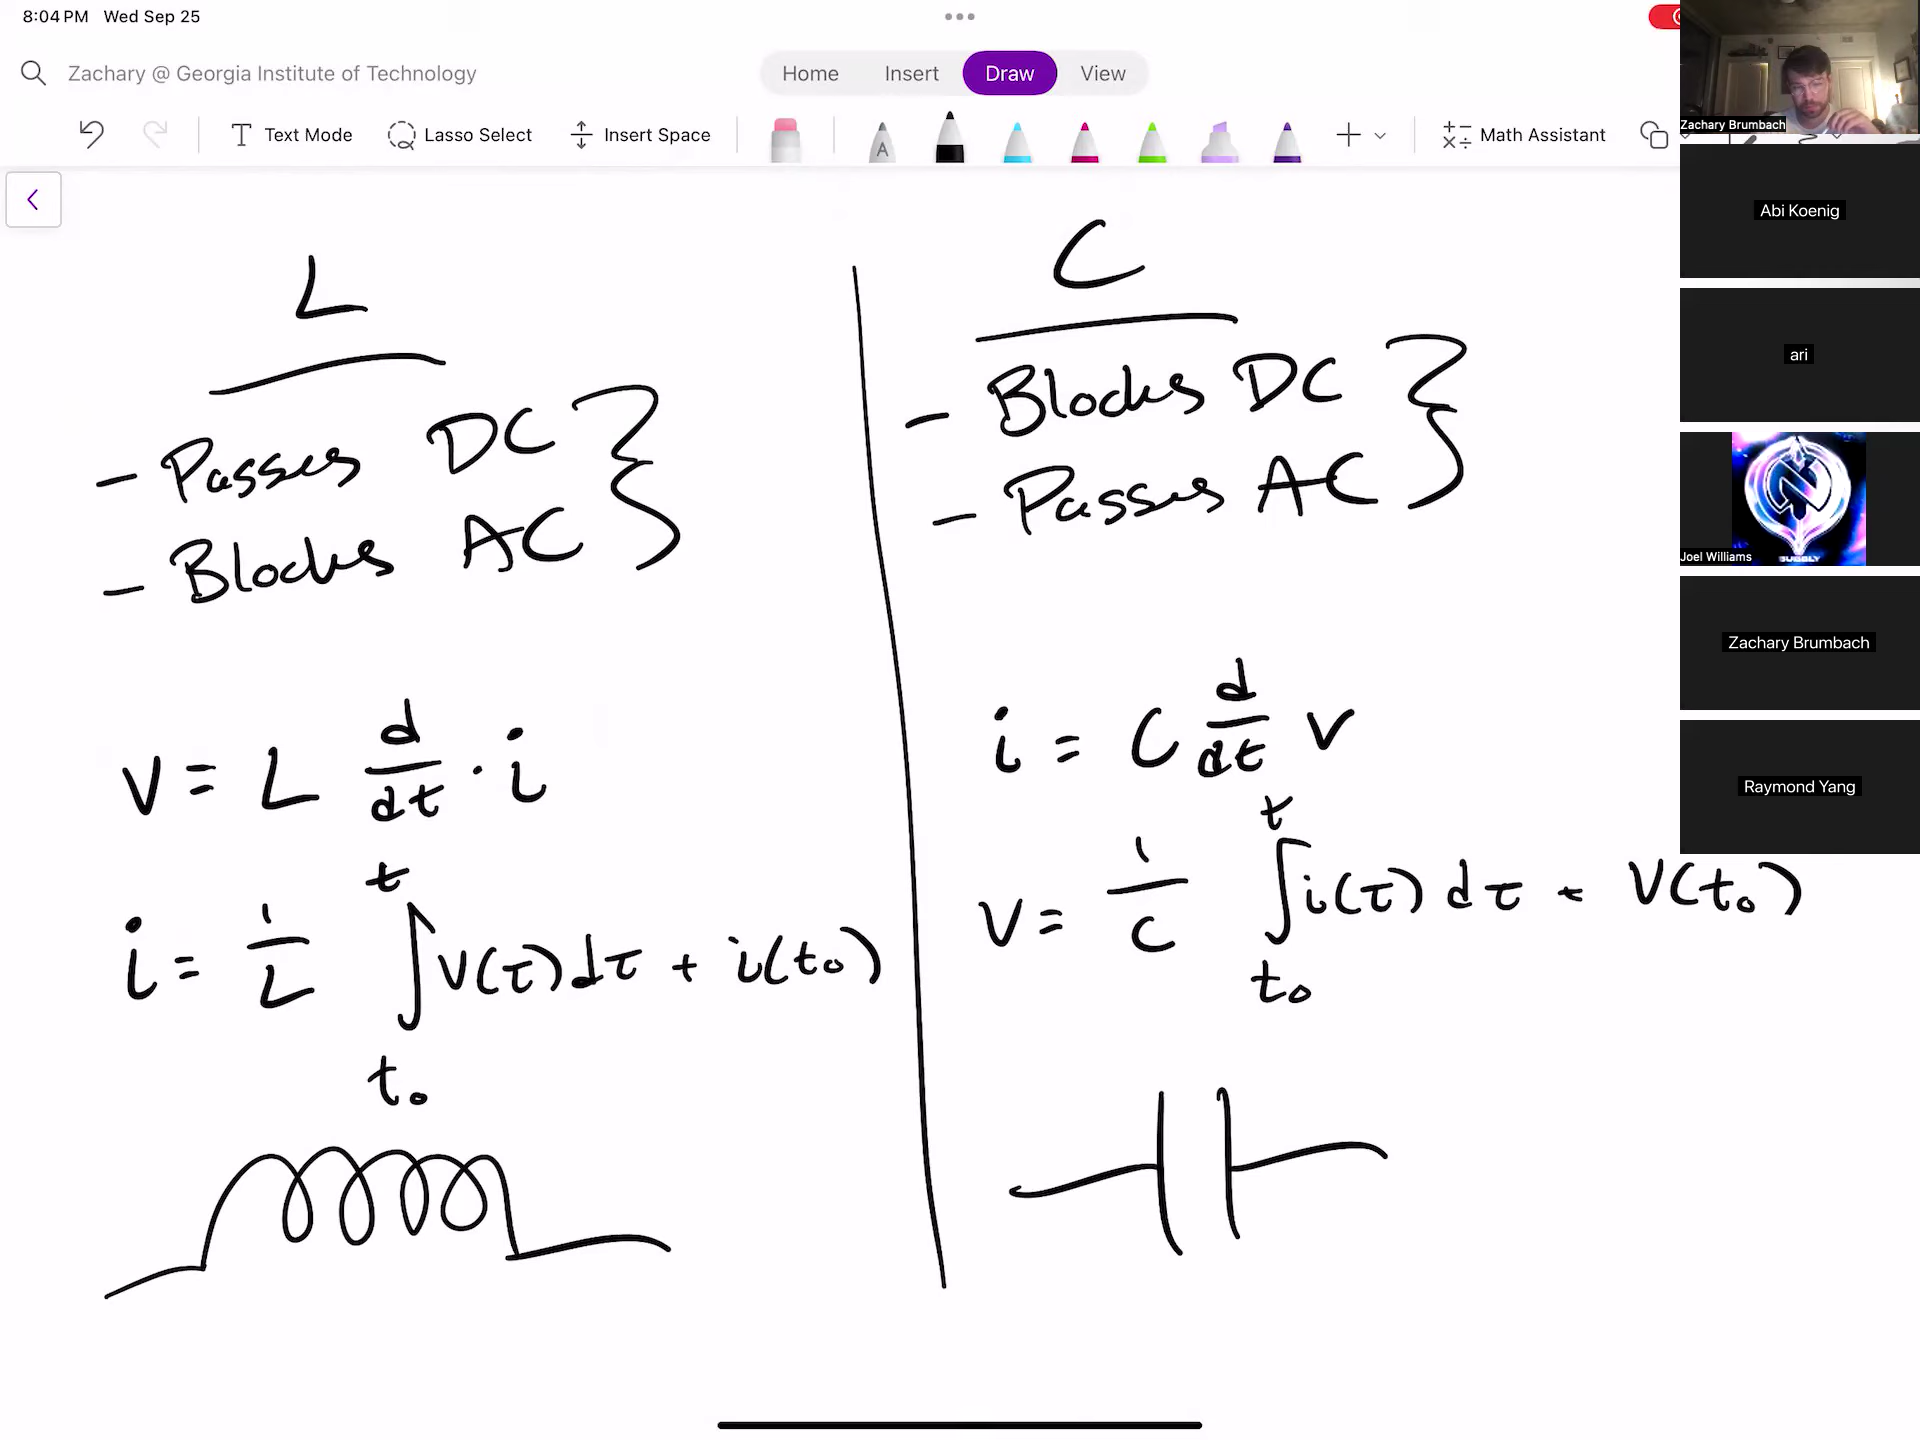 8:04 PM Wed Sep 25
Zachary @ Georgia Institute of Technology
Home Insert Draw View
Text Mode Lasso Select Insert Space Math Assistant
Zachary Brumbach
Abi Koenig
ari
Joel Williams
Zachary Brumbach
Raymond Yang
L
- Passes DC
- Blocks AC
v = L d/dt · i
i = 1/L ∫_{t₀}^{t} v(τ)dτ + i(t₀)
C
- Blocks DC
- Passes AC
i = C d/dt v
v = 1/C ∫_{t₀}^{t} i(τ) dτ + v(t₀)